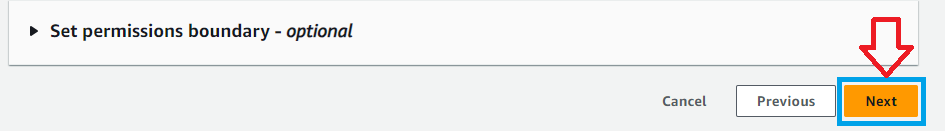 Set permissions boundary - optional
Cancel Previous Next